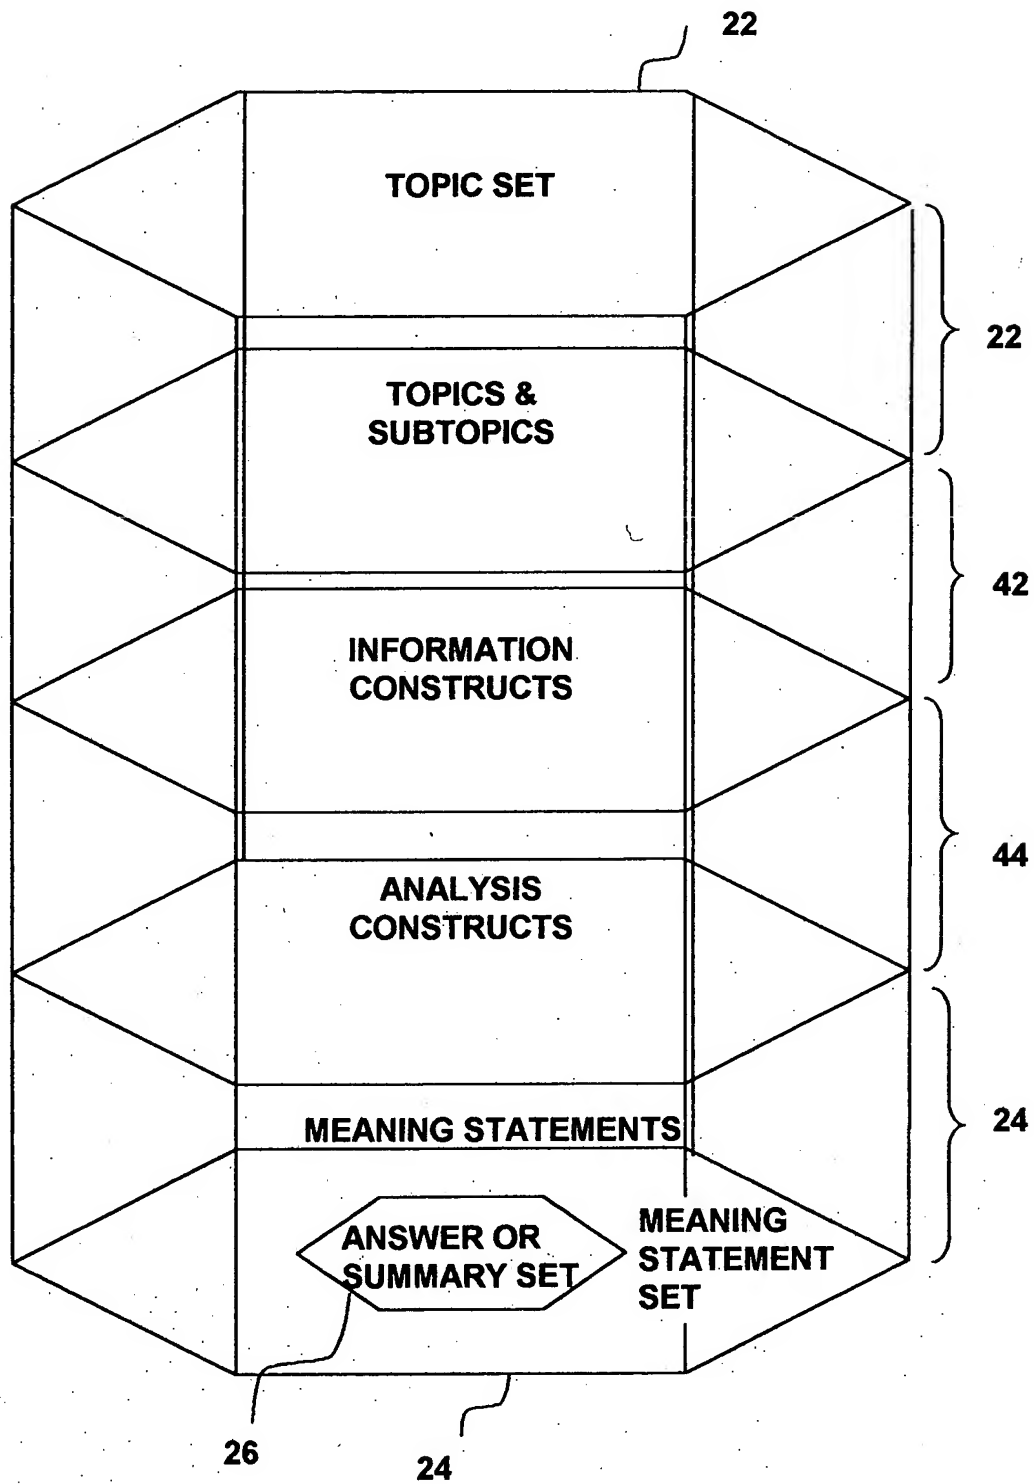 22
TOPIC SET
22
TOPICS &
SUBTOPICS
42
INFORMATION
CONSTRUCTS
44
ANALYSIS
CONSTRUCTS
24
MEANING STATEMENTS
ANSWER OR
SUMMARY SET
MEANING
STATEMENT
SET
26
24